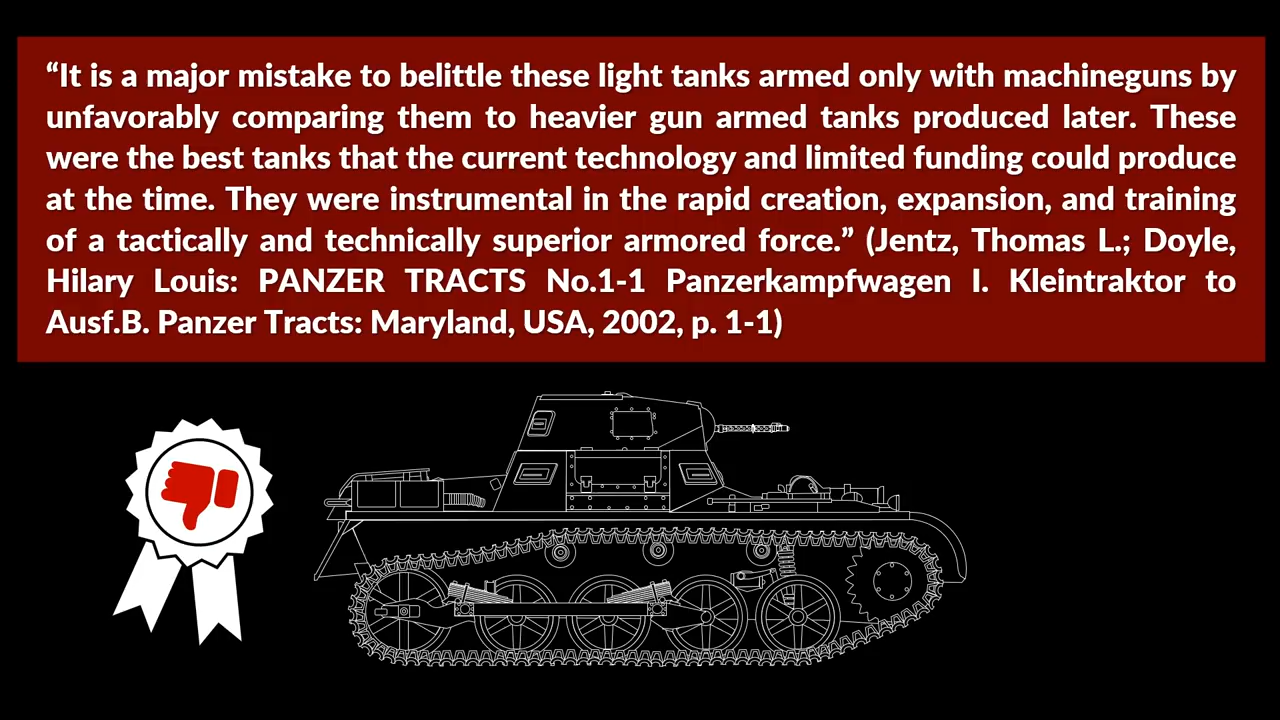 “It is a major mistake to belittle these light tanks armed only with machineguns by
unfavorably comparing them to heavier gun armed tanks produced later. These
were the best tanks that the current technology and limited funding could produce
at the time. They were instrumental in the rapid creation, expansion, and training
of a tactically and technically superior armored force.” (Jentz, Thomas L.; Doyle,
Hilary Louis: PANZER TRACTS No.1-1 Panzerkampfwagen I. Kleintraktor to
Ausf.B. Panzer Tracts: Maryland, USA, 2002, p. 1-1)